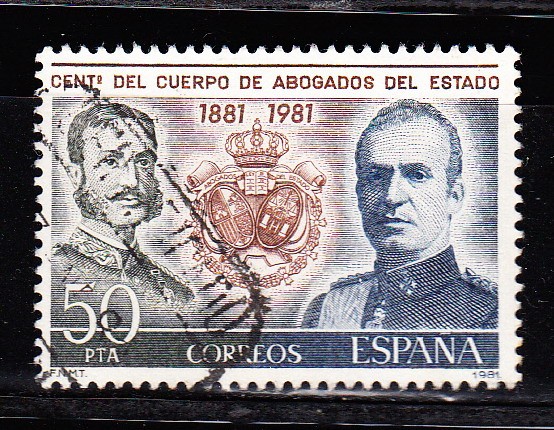 CENTº DEL CUERPO DE ABOGADOS DEL ESTADO
1881 1981
50
PTA
CORREOS
ESPAÑA
F.N.M.T.
1981